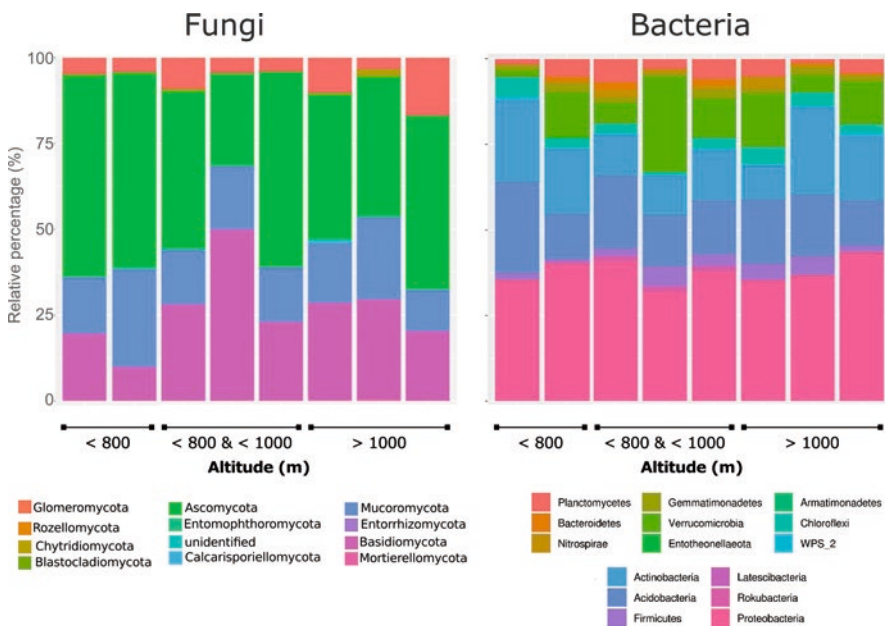 Fungi
Bacteria
Relative percentage (%)
100
75
50
25
0
< 800
< 800 & < 1000
> 1000
Altitude (m)
< 800
< 800 & < 1000
> 1000
Altitude (m)
Glomeromycota
Rozellomycota
Chytridiomycota
Blastocladiomycota
Ascomycota
Entomophthoromycota
unidentified
Calcarisporiellomycota
Mucoromycota
Entorrhizomycota
Basidiomycota
Mortierellomycota
Planctomycetes
Bacteroidetes
Nitrospirae
Gemmatimonadetes
Verrucomicrobia
Entotheonellaeota
Armatimonadetes
Chloroflexi
WPS_2
Actinobacteria
Acidobacteria
Firmicutes
Latescibacteria
Rokubacteria
Proteobacteria